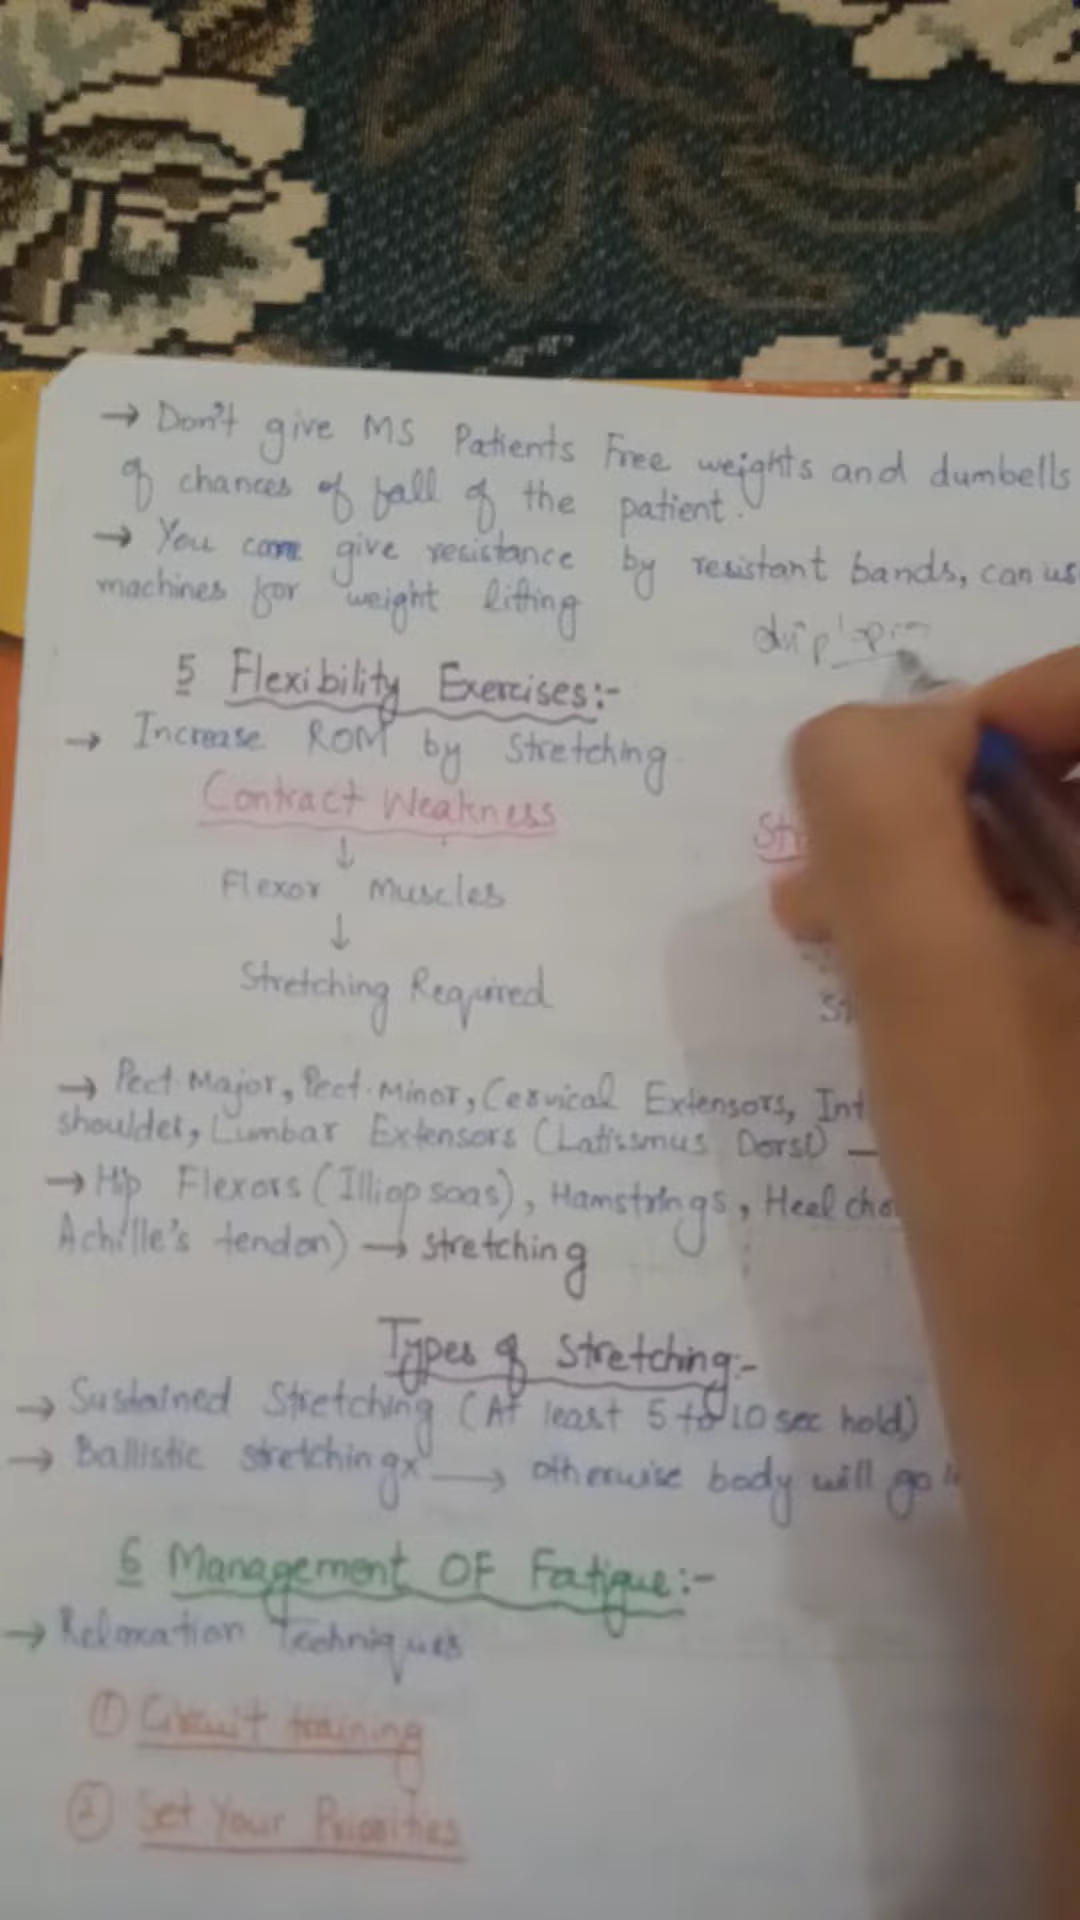 → Don't give MS Patients Free weights and dumbells
of chances of fall of the patient.
→ You can give resistance by resistant bands, can us
machines for weight lifting
5 Flexibility Exercises:-
→ Increase ROM by Stretching
Contract Weakness
↓
Flexor Muscles
↓
Stretching Required
→ Pect. Major, Pect. Minor, Cervical Extensors, Int
shoulder, Lumbar Extensors (Latissmus Dorsi) —
→ Hip Flexors (Illiopsoas), Hamstrings, Heel cho
Achille's tendon) → stretching
Types of Stretching:-
→ Sustained Stretching (At least 5 to 10 sec hold)
→ Ballistic stretching x → otherwise body will go
6 Management OF Fatigue:-
→ Relaxation Techniques
① Circuit training
② Set Your Priorities